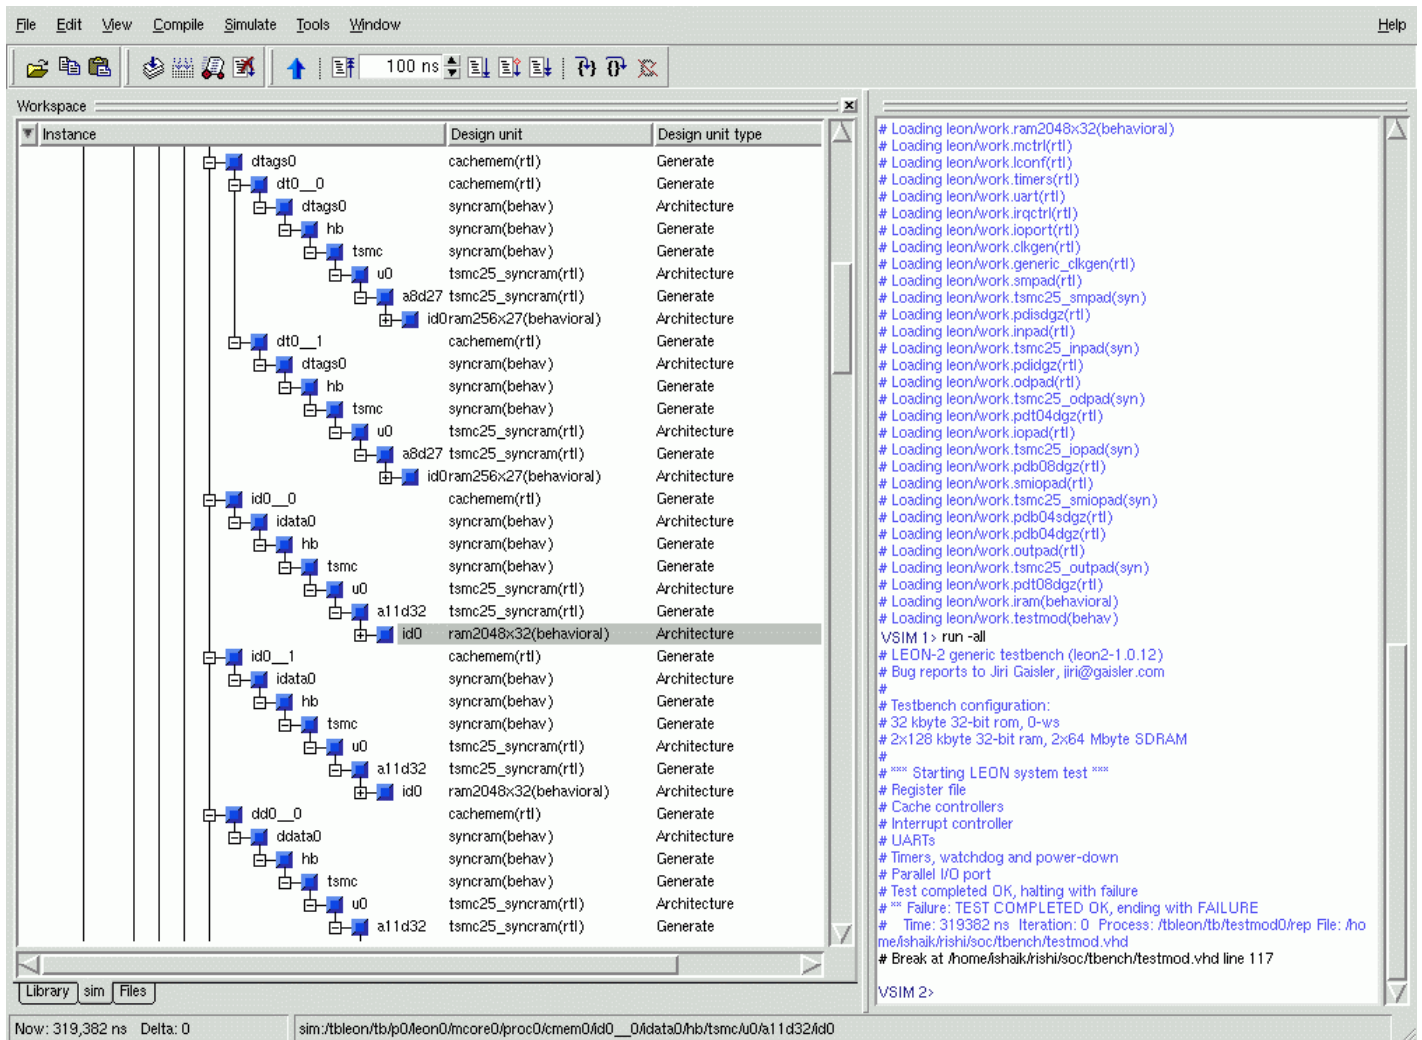 File Edit View Compile Simulate Tools Window Help
100 ns
Workspace
Instance Design unit Design unit type
dtags0 cachemem(rtl) Generate
dt0__0 cachemem(rtl) Generate
dtags0 syncram(behav) Architecture
hb syncram(behav) Generate
tsmc syncram(behav) Generate
u0 tsmc25_syncram(rtl) Architecture
a8d27 tsmc25_syncram(rtl) Generate
id0 ram256x27(behavioral) Architecture
dt0__1 cachemem(rtl) Generate
dtags0 syncram(behav) Architecture
hb syncram(behav) Generate
tsmc syncram(behav) Generate
u0 tsmc25_syncram(rtl) Architecture
a8d27 tsmc25_syncram(rtl) Generate
id0 ram256x27(behavioral) Architecture
id0__0 cachemem(rtl) Generate
idata0 syncram(behav) Architecture
hb syncram(behav) Generate
tsmc syncram(behav) Generate
u0 tsmc25_syncram(rtl) Architecture
a11d32 tsmc25_syncram(rtl) Generate
id0 ram2048x32(behavioral) Architecture
id0__1 cachemem(rtl) Generate
idata0 syncram(behav) Architecture
hb syncram(behav) Generate
tsmc syncram(behav) Generate
u0 tsmc25_syncram(rtl) Architecture
a11d32 tsmc25_syncram(rtl) Generate
id0 ram2048x32(behavioral) Architecture
dd0__0 cachemem(rtl) Generate
ddata0 syncram(behav) Architecture
hb syncram(behav) Generate
tsmc syncram(behav) Generate
u0 tsmc25_syncram(rtl) Architecture
a11d32 tsmc25_syncram(rtl) Generate
Library sim Files
# Loading leon/work.ram2048x32(behavioral)
# Loading leon/work.mctrl(rtl)
# Loading leon/work.lconf(rtl)
# Loading leon/work.timers(rtl)
# Loading leon/work.uart(rtl)
# Loading leon/work.irqctrl(rtl)
# Loading leon/work.ioport(rtl)
# Loading leon/work.clkgen(rtl)
# Loading leon/work.generic_clkgen(rtl)
# Loading leon/work.smpad(rtl)
# Loading leon/work.tsmc25_smpad(syn)
# Loading leon/work.pdisdgz(rtl)
# Loading leon/work.inpad(rtl)
# Loading leon/work.tsmc25_inpad(syn)
# Loading leon/work.pdidgz(rtl)
# Loading leon/work.odpad(rtl)
# Loading leon/work.tsmc25_odpad(syn)
# Loading leon/work.pdt04dgz(rtl)
# Loading leon/work.iopad(rtl)
# Loading leon/work.tsmc25_iopad(syn)
# Loading leon/work.pdb08dgz(rtl)
# Loading leon/work.smiopad(rtl)
# Loading leon/work.tsmc25_smiopad(syn)
# Loading leon/work.pdb04sdgz(rtl)
# Loading leon/work.pdb04dgz(rtl)
# Loading leon/work.outpad(rtl)
# Loading leon/work.tsmc25_outpad(syn)
# Loading leon/work.pdt08dgz(rtl)
# Loading leon/work.iram(behavioral)
# Loading leon/work.testmod(behav)
VSIM 1> run -all
# LEON-2 generic testbench (leon2-1.0.12)
# Bug reports to Jiri Gaisler, jiri@gaisler.com
#
# Testbench configuration:
# 32 kbyte 32-bit rom, 0-ws
# 2x128 kbyte 32-bit ram, 2x64 Mbyte SDRAM
#
# *** Starting LEON system test ***
# Register file
# Cache controllers
# Interrupt controller
# UARTs
# Timers, watchdog and power-down
# Parallel I/O port
# Test completed OK, halting with failure
# ** Failure: TEST COMPLETED OK, ending with FAILURE
# Time: 319382 ns Iteration: 0 Process: /tbleon/tb/testmod0/rep File: /ho
me/ishaik/rishi/soc/tbench/testmod.vhd
# Break at /home/ishaik/rishi/soc/tbench/testmod.vhd line 117
VSIM 2>
Now: 319,382 ns Delta: 0 sim:/tbleon/tb/p0/leon0/mcore0/proc0/cmem0/id0__0/idata0/hb/tsmc/u0/a11d32/id0